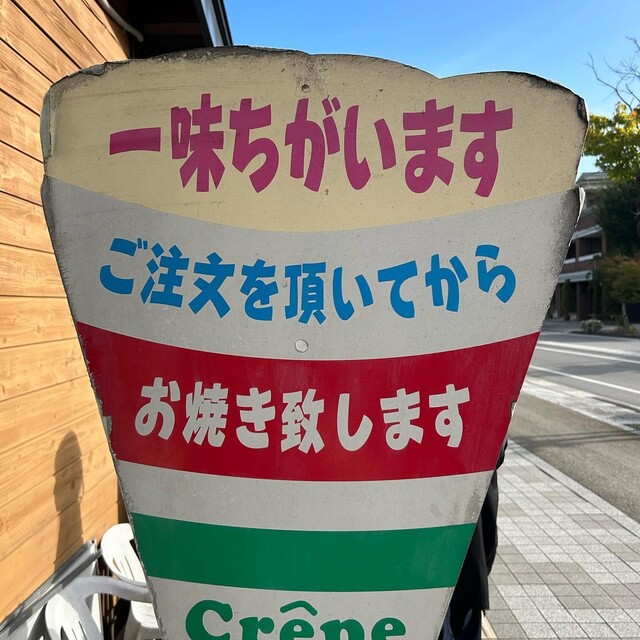 一味ちがいます
ご注文を頂いてから
お焼き致します
Crêpe